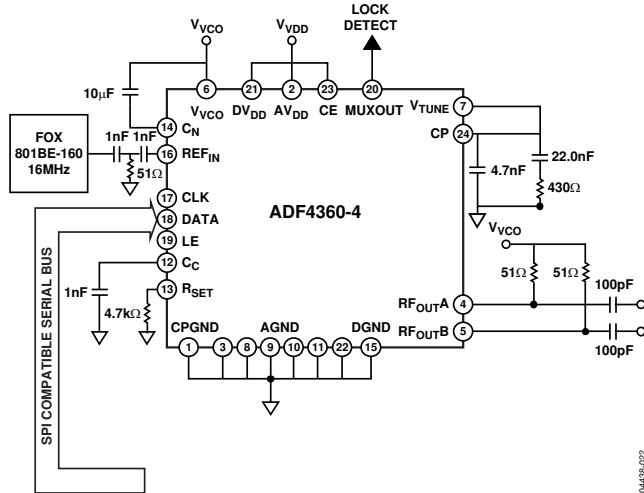 LOCK
DETECT
VVCO
VVDD
10µF
6
21
2
23
20
VVCO
DVDD
AVDD
CE
MUXOUT
VTUNE
7
14
CN
CP
24
FOX
801BE-160
16MHz
1nF
1nF
16
REFIN
51Ω
22.0nF
4.7nF
430Ω
17
CLK
18
DATA
19
LE
ADF4360-4
VVCO
12
CC
51Ω
51Ω
1nF
13
RSET
100pF
4.7kΩ
RFOUTA
4
CPGND
AGND
DGND
RFOUTB
5
1
3
8
9
10
11
22
15
100pF
SPI COMPATIBLE SERIAL BUS
04438-022